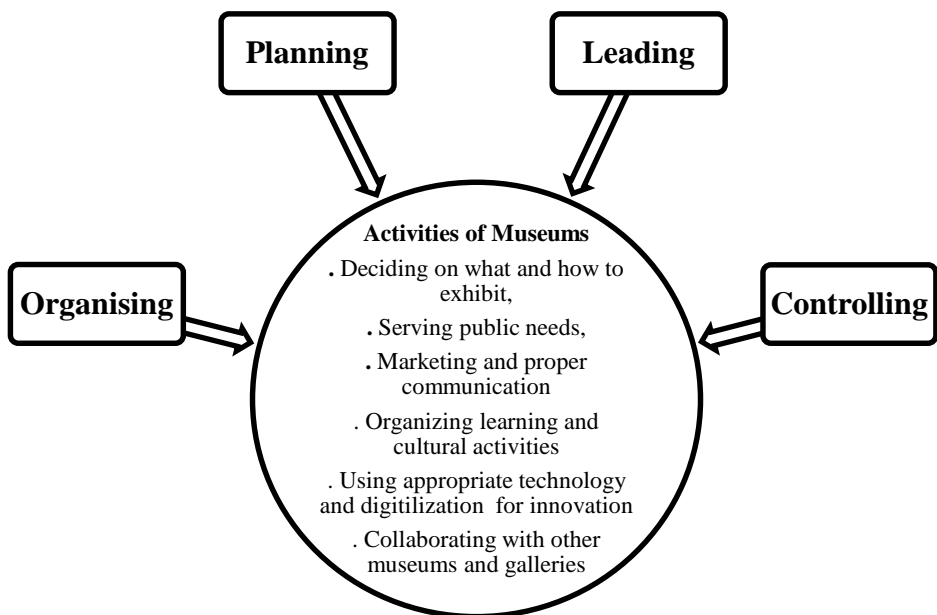 Planning
Leading
Organising
Controlling
Activities of Museums
. Deciding on what and how to
exhibit,
. Serving public needs,
. Marketing and proper
communication
. Organizing learning and
cultural activities
. Using appropriate technology
and digitilization for innovation
. Collaborating with other
museums and galleries